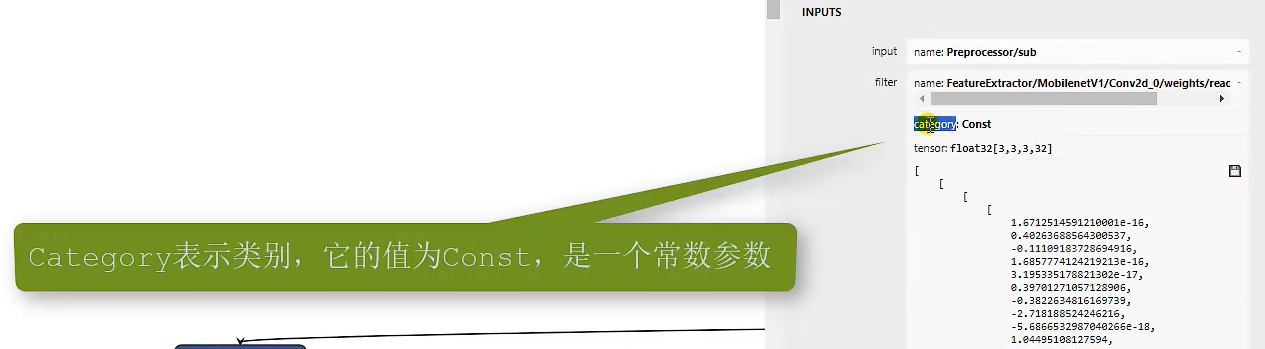 INPUTS
input name: Preprocessor/sub -
filter name: FeatureExtractor/MobilenetV1/Conv2d_0/weights/reac -
category: Const
tensor: float32[3,3,3,32]
[
[
[
[
1.6712514591210001e-16,
0.40263688564300537,
-0.11109183728694916,
1.6857774124219213e-16,
3.195335178821302e-17,
0.39701271057128906,
-0.3822634816169739,
-2.718188524246216,
-5.6866532987040266e-18,
1.04495108127594,
Category表示类别，它的值为Const，是一个常数参数